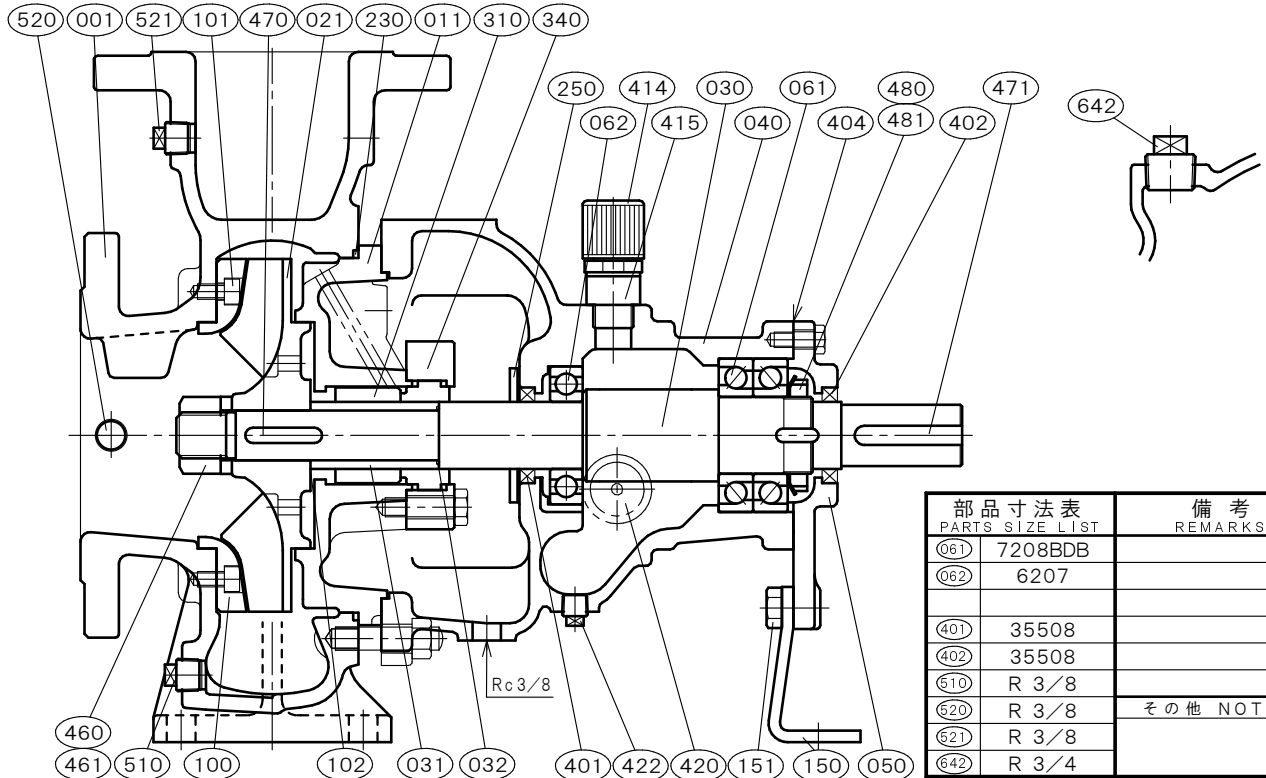 520 001 521 101 470 021 230 011 310 340
250 414 030 061 480 471
062 415 040 404 481 402
642
Rc3/8
460
461 510 100 102 031 032 401 422 420 151 150 050
部品寸法表 備考
PARTS SIZE LIST REMARKS
061 7208BDB
062 6207
401 35508
402 35508
510 R 3/8
520 R 3/8 その他 NOT
521 R 3/8
642 R 3/4